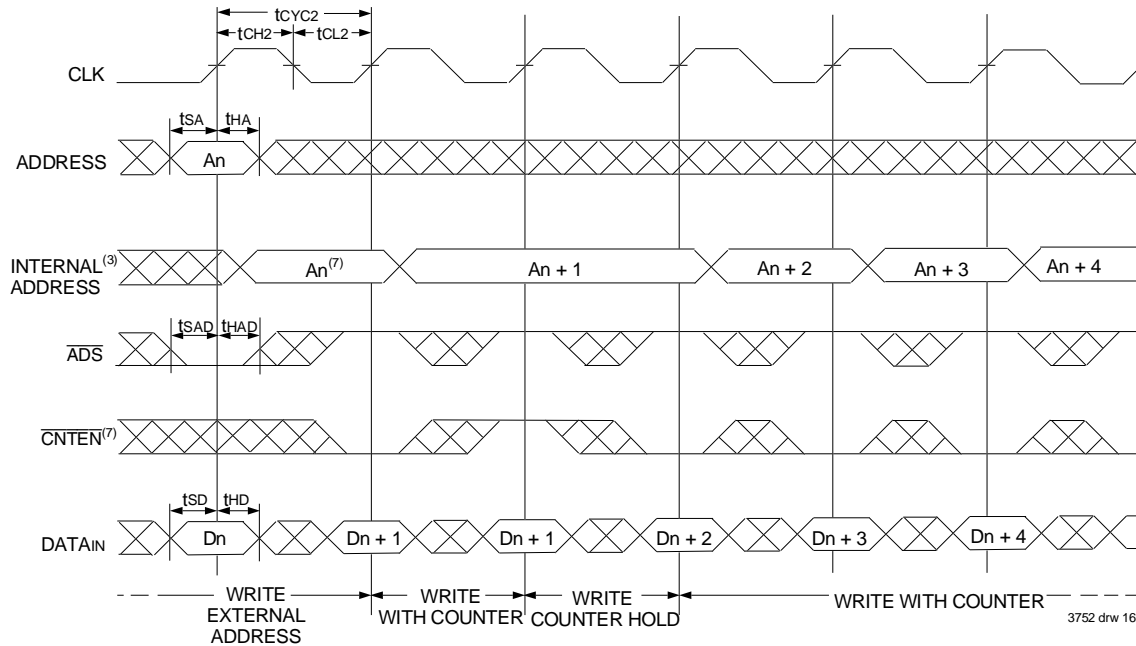 tCYC2
tCH2 tCL2
CLK
tSA tHA
ADDRESS An
INTERNAL(3)
ADDRESS
An(7) An + 1 An + 2 An + 3 An + 4
tSAD tHAD
ADS
CNTEN(7)
tSD tHD
DATAIN Dn Dn + 1 Dn + 1 Dn + 2 Dn + 3 Dn + 4
WRITE
EXTERNAL
ADDRESS
WRITE
WITH COUNTER
WRITE
COUNTER HOLD
WRITE WITH COUNTER
3752 drw 16